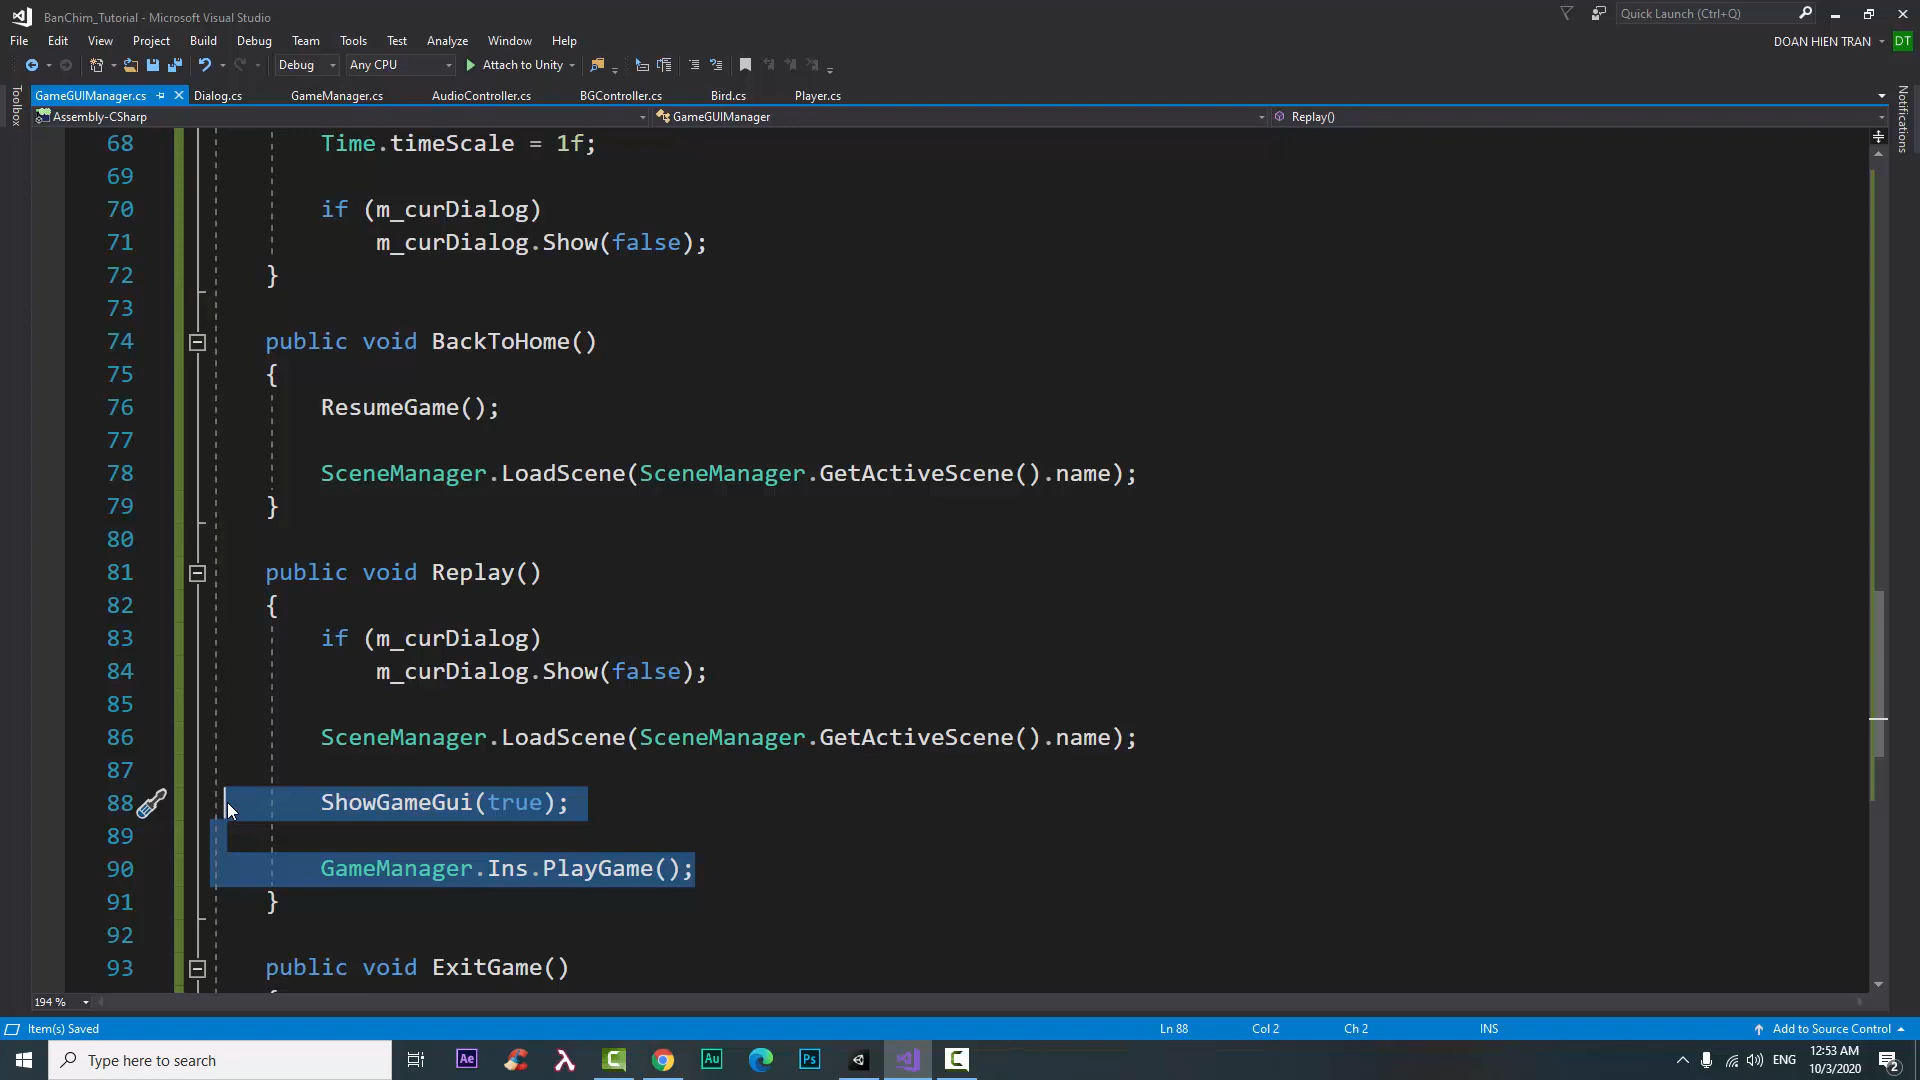 BanChim_Tutorial - Microsoft Visual Studio
Quick Launch (Ctrl+Q)
File Edit View Project Build Debug Team Tools Test Analyze Window Help
DOAN HIEN TRAN DT
Debug Any CPU Attach to Unity
Toolbox
GameGUIManager.cs Dialog.cs GameManager.cs AudioController.cs BGController.cs Bird.cs Player.cs
Notifications
Assembly-CSharp GameGUIManager Replay()
68 Time.timeScale = 1f;
69
70 if (m_curDialog)
71 m_curDialog.Show(false);
72 }
73
74 public void BackToHome()
75 {
76 ResumeGame();
77
78 SceneManager.LoadScene(SceneManager.GetActiveScene().name);
79 }
80
81 public void Replay()
82 {
83 if (m_curDialog)
84 m_curDialog.Show(false);
85
86 SceneManager.LoadScene(SceneManager.GetActiveScene().name);
87
88 ShowGameGui(true);
89
90 GameManager.Ins.PlayGame();
91 }
92
93 public void ExitGame()
194 %
Item(s) Saved Ln 88 Col 2 Ch 2 INS Add to Source Control
Type here to search
Ae Au Ps
ENG
12:53 AM
10/3/2020
2